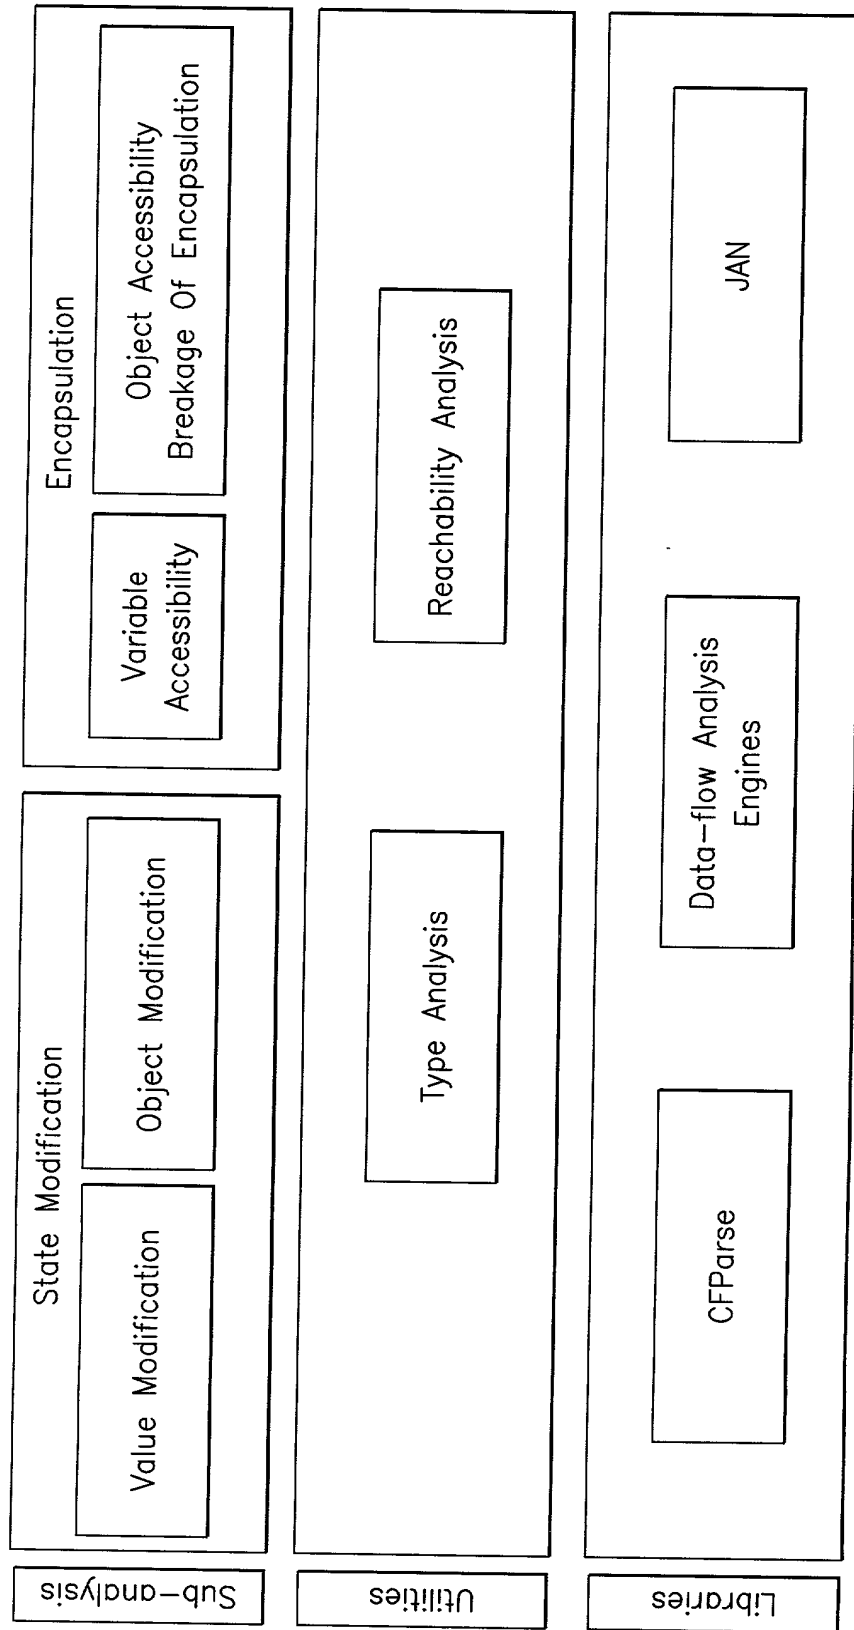 Sub-analysis
State Modification
Value Modification
Object Modification
Encapsulation
Variable
Accessibility
Object Accessibility
Breakage Of Encapsulation
Utilities
Type Analysis
Reachability Analysis
Libraries
CFParse
Data-flow Analysis
Engines
JAN